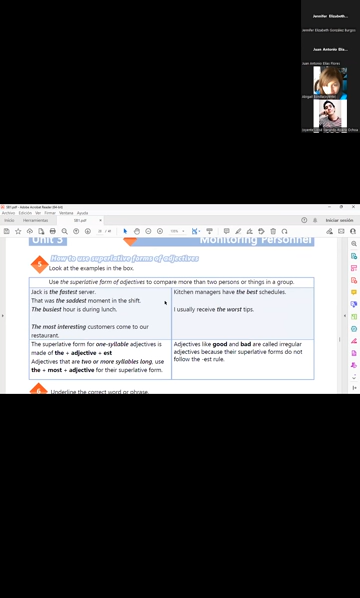 Jennifer Elizabeth...
Jennifer Elizabeth González Burgos
Juan Antonio Elia...
Juan Antonio Elías Flores
Archivo Edición Ver Firmar Ventana Ayuda
Inicio Herramientas Iniciar sesión
Unit 3 Monitoring Personnel
5 How to use superlative forms of adjectives
Look at the examples in the box.
Use the superative form of adjectives to compare more than two persons or things in a group.
Jack is the fastest server.
That was the saddest moment in the shift.
The busiest hour is during lunch.
The most interesting customers come to our
restaurant.
Kitchen managers have the best schedules.
I usually receive the worst tips.
The superlative form for one-syllable adjectives is
made of the + adjective + est
Adjectives that are two or more syllables long, use
the + most + adjective for their superlative form.
Adjectives like good and bad are called irregular
adjectives because their superlative forms do not
follow the -est rule.
6 Underline the correct word or phrase.